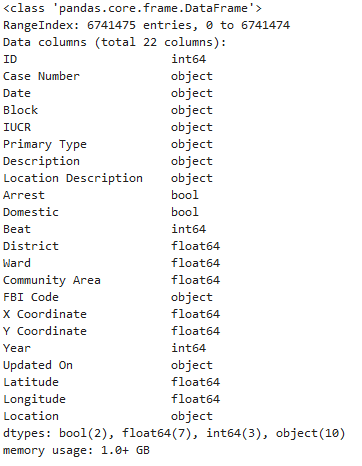 <class 'pandas.core.frame.DataFrame'>
RangeIndex: 6741475 entries, 0 to 6741474
Data columns (total 22 columns):
ID                      int64
Case Number             object
Date                    object
Block                   object
IUCR                    object
Primary Type            object
Description             object
Location Description    object
Arrest                  bool
Domestic                bool
Beat                    int64
District                float64
Ward                    float64
Community Area          float64
FBI Code                object
X Coordinate            float64
Y Coordinate            float64
Year                    int64
Updated On              object
Latitude                float64
Longitude               float64
Location                object
dtypes: bool(2), float64(7), int64(3), object(10)
memory usage: 1.0+ GB